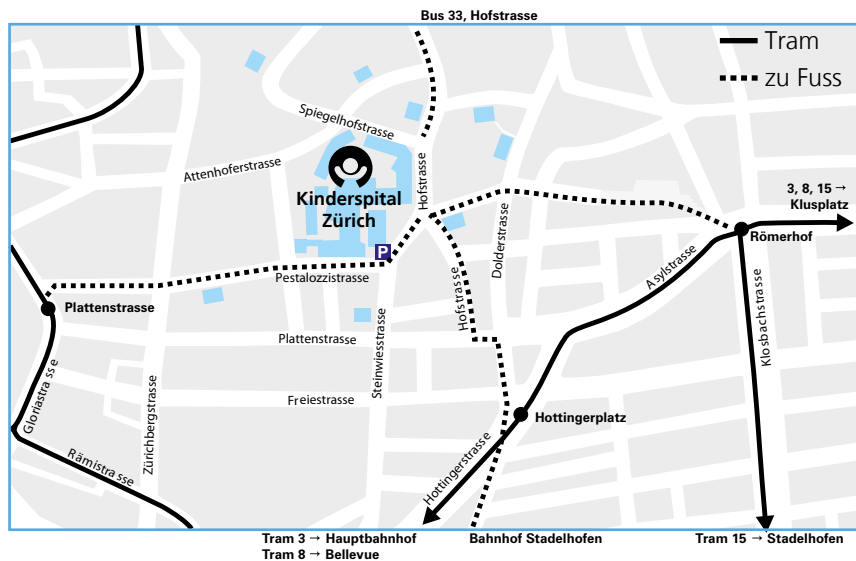 Bus 33, Hofstrasse
Tram
zu Fuss
Spiegelhofstrasse
Attenhoferstrasse
Hofstrasse
Kinderspital
Zürich
3, 8, 15 →
Klusplatz
Römerhof
Dolderstrasse
P
Asylstrasse
Pestalozzistrasse
Hofstrasse
Plattenstrasse
Klosbachstrasse
Plattenstrasse
Steinwiesstrasse
Gloriastrasse
Zürichbergstrasse
Freiestrasse
Hottingerplatz
Hottingerstrasse
Rämistrasse
Tram 3 → Hauptbahnhof
Tram 8 → Bellevue
Bahnhof Stadelhofen
Tram 15 → Stadelhofen